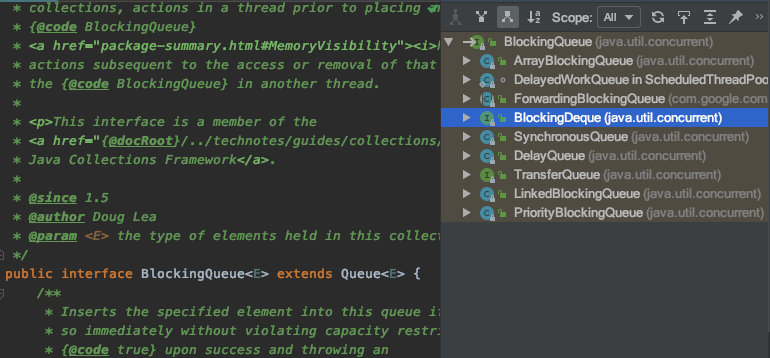 * collections, actions in a thread prior to placing
* {@code BlockingQueue}
* <a href="package-summary.html#MemoryVisibility"><i>
* actions subsequent to the access or removal of that
* the {@code BlockingQueue} in another thread.
*
* <p>This interface is a member of the
* <a href="{@docRoot}/../technotes/guides/collections/
* Java Collections Framework</a>.
*
* @since 1.5
* @author Doug Lea
* @param <E> the type of elements held in this collect
*/
public interface BlockingQueue<E> extends Queue<E> {
/**
* Inserts the specified element into this queue if
* so immediately without violating capacity restri
* {@code true} upon success and throwing an
Scope: All
BlockingQueue (java.util.concurrent)
ArrayBlockingQueue (java.util.concurrent)
DelayedWorkQueue in ScheduledThreadPoo
ForwardingBlockingQueue (com.google.com
BlockingDeque (java.util.concurrent)
SynchronousQueue (java.util.concurrent)
DelayQueue (java.util.concurrent)
TransferQueue (java.util.concurrent)
LinkedBlockingQueue (java.util.concurrent)
PriorityBlockingQueue (java.util.concurrent)